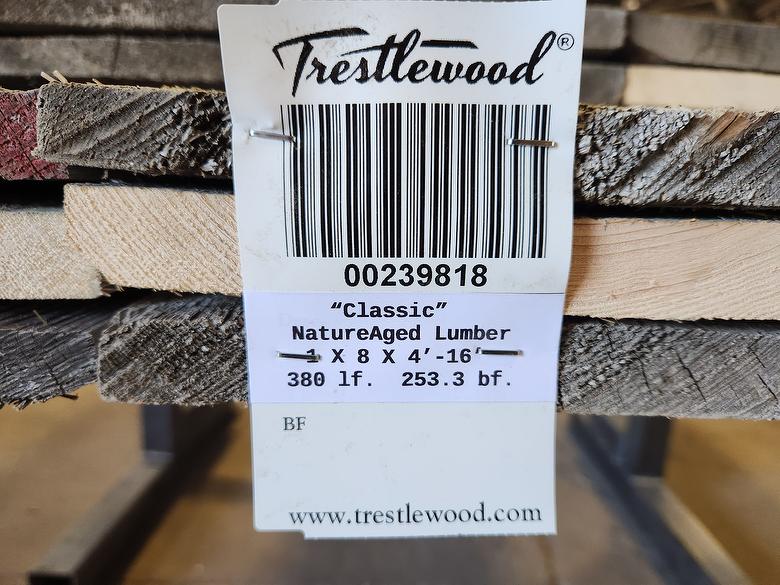 Trestlewood®
00239818
“Classic”
NatureAged Lumber
1 X 8 X 4′-16′
380 lf. 253.3 bf.
BF
www.trestlewood.com